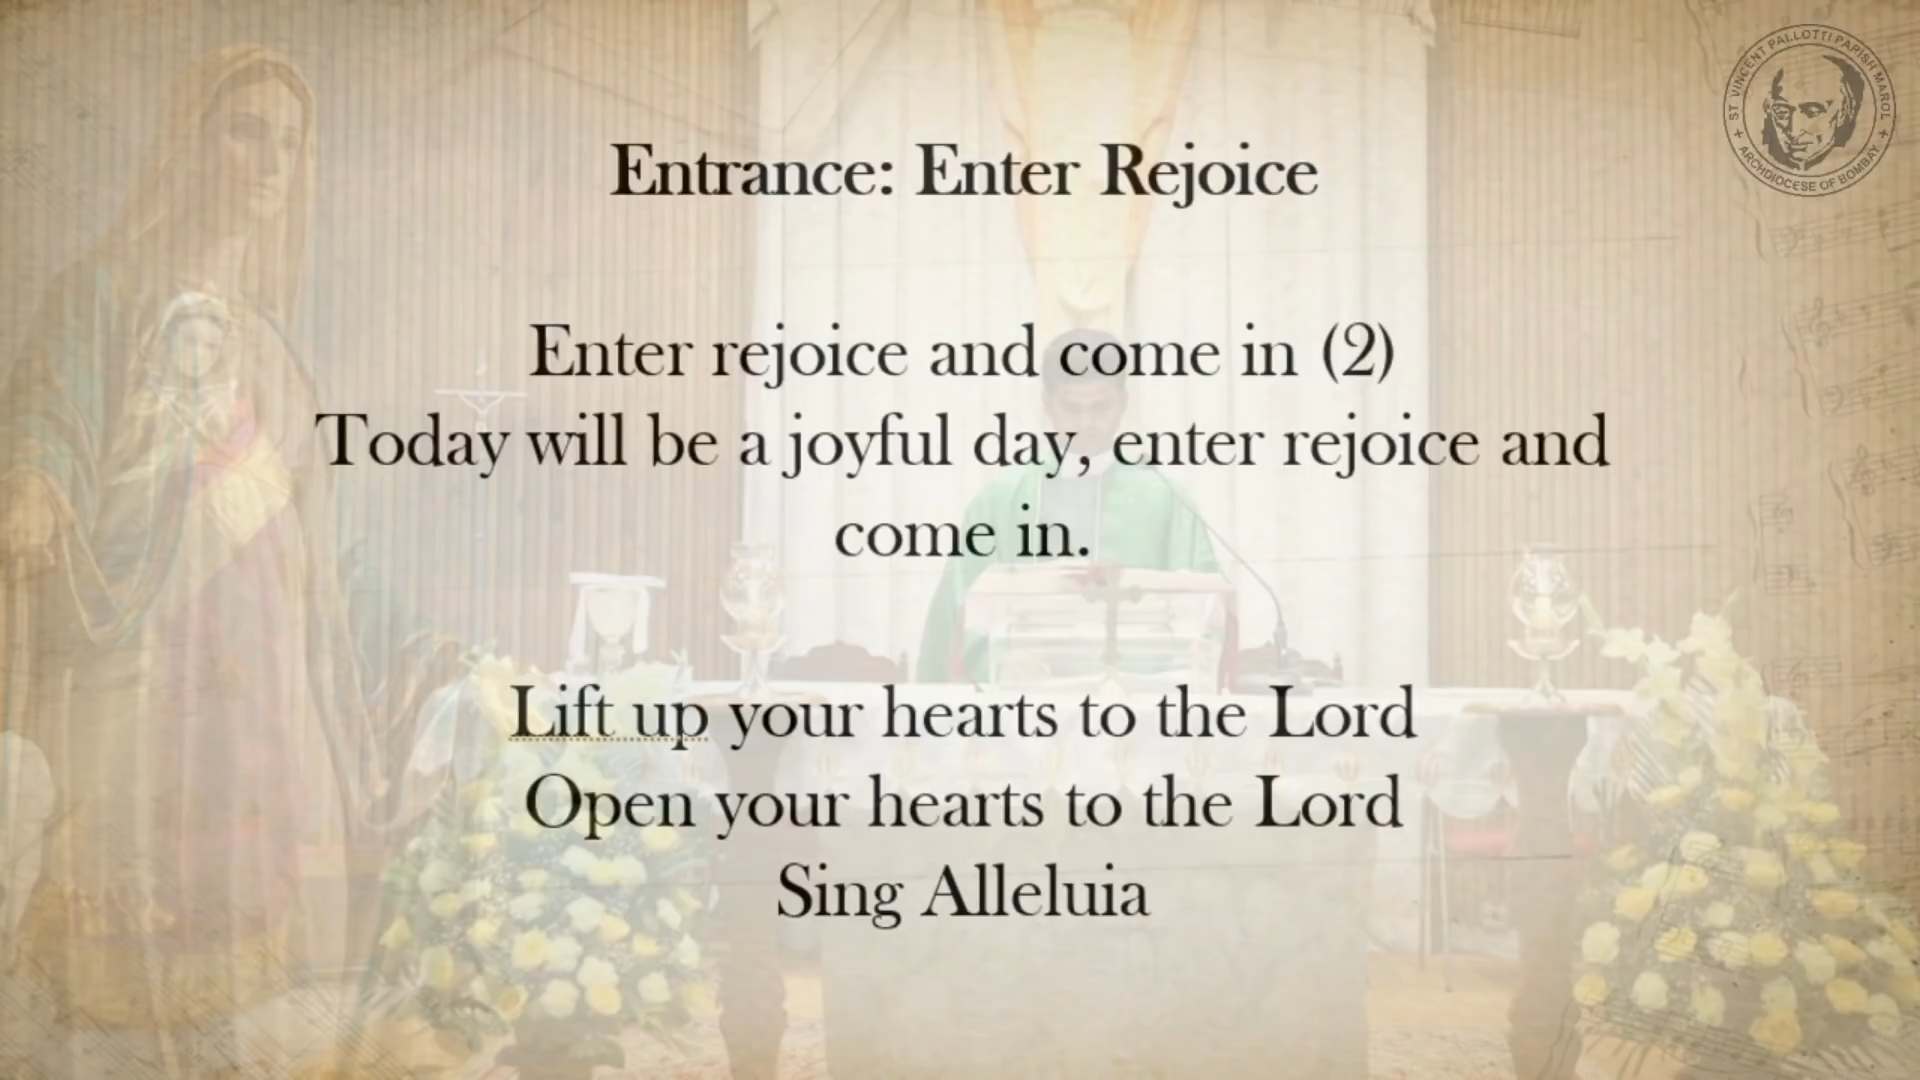 ST VINCENT PALLOTTI PARISH MAROL
ARCHDIOCESE OF BOMBAY
Entrance: Enter Rejoice
Enter rejoice and come in (2)
Today will be a joyful day, enter rejoice and
come in.
Lift up your hearts to the Lord
Open your hearts to the Lord
Sing Alleluia